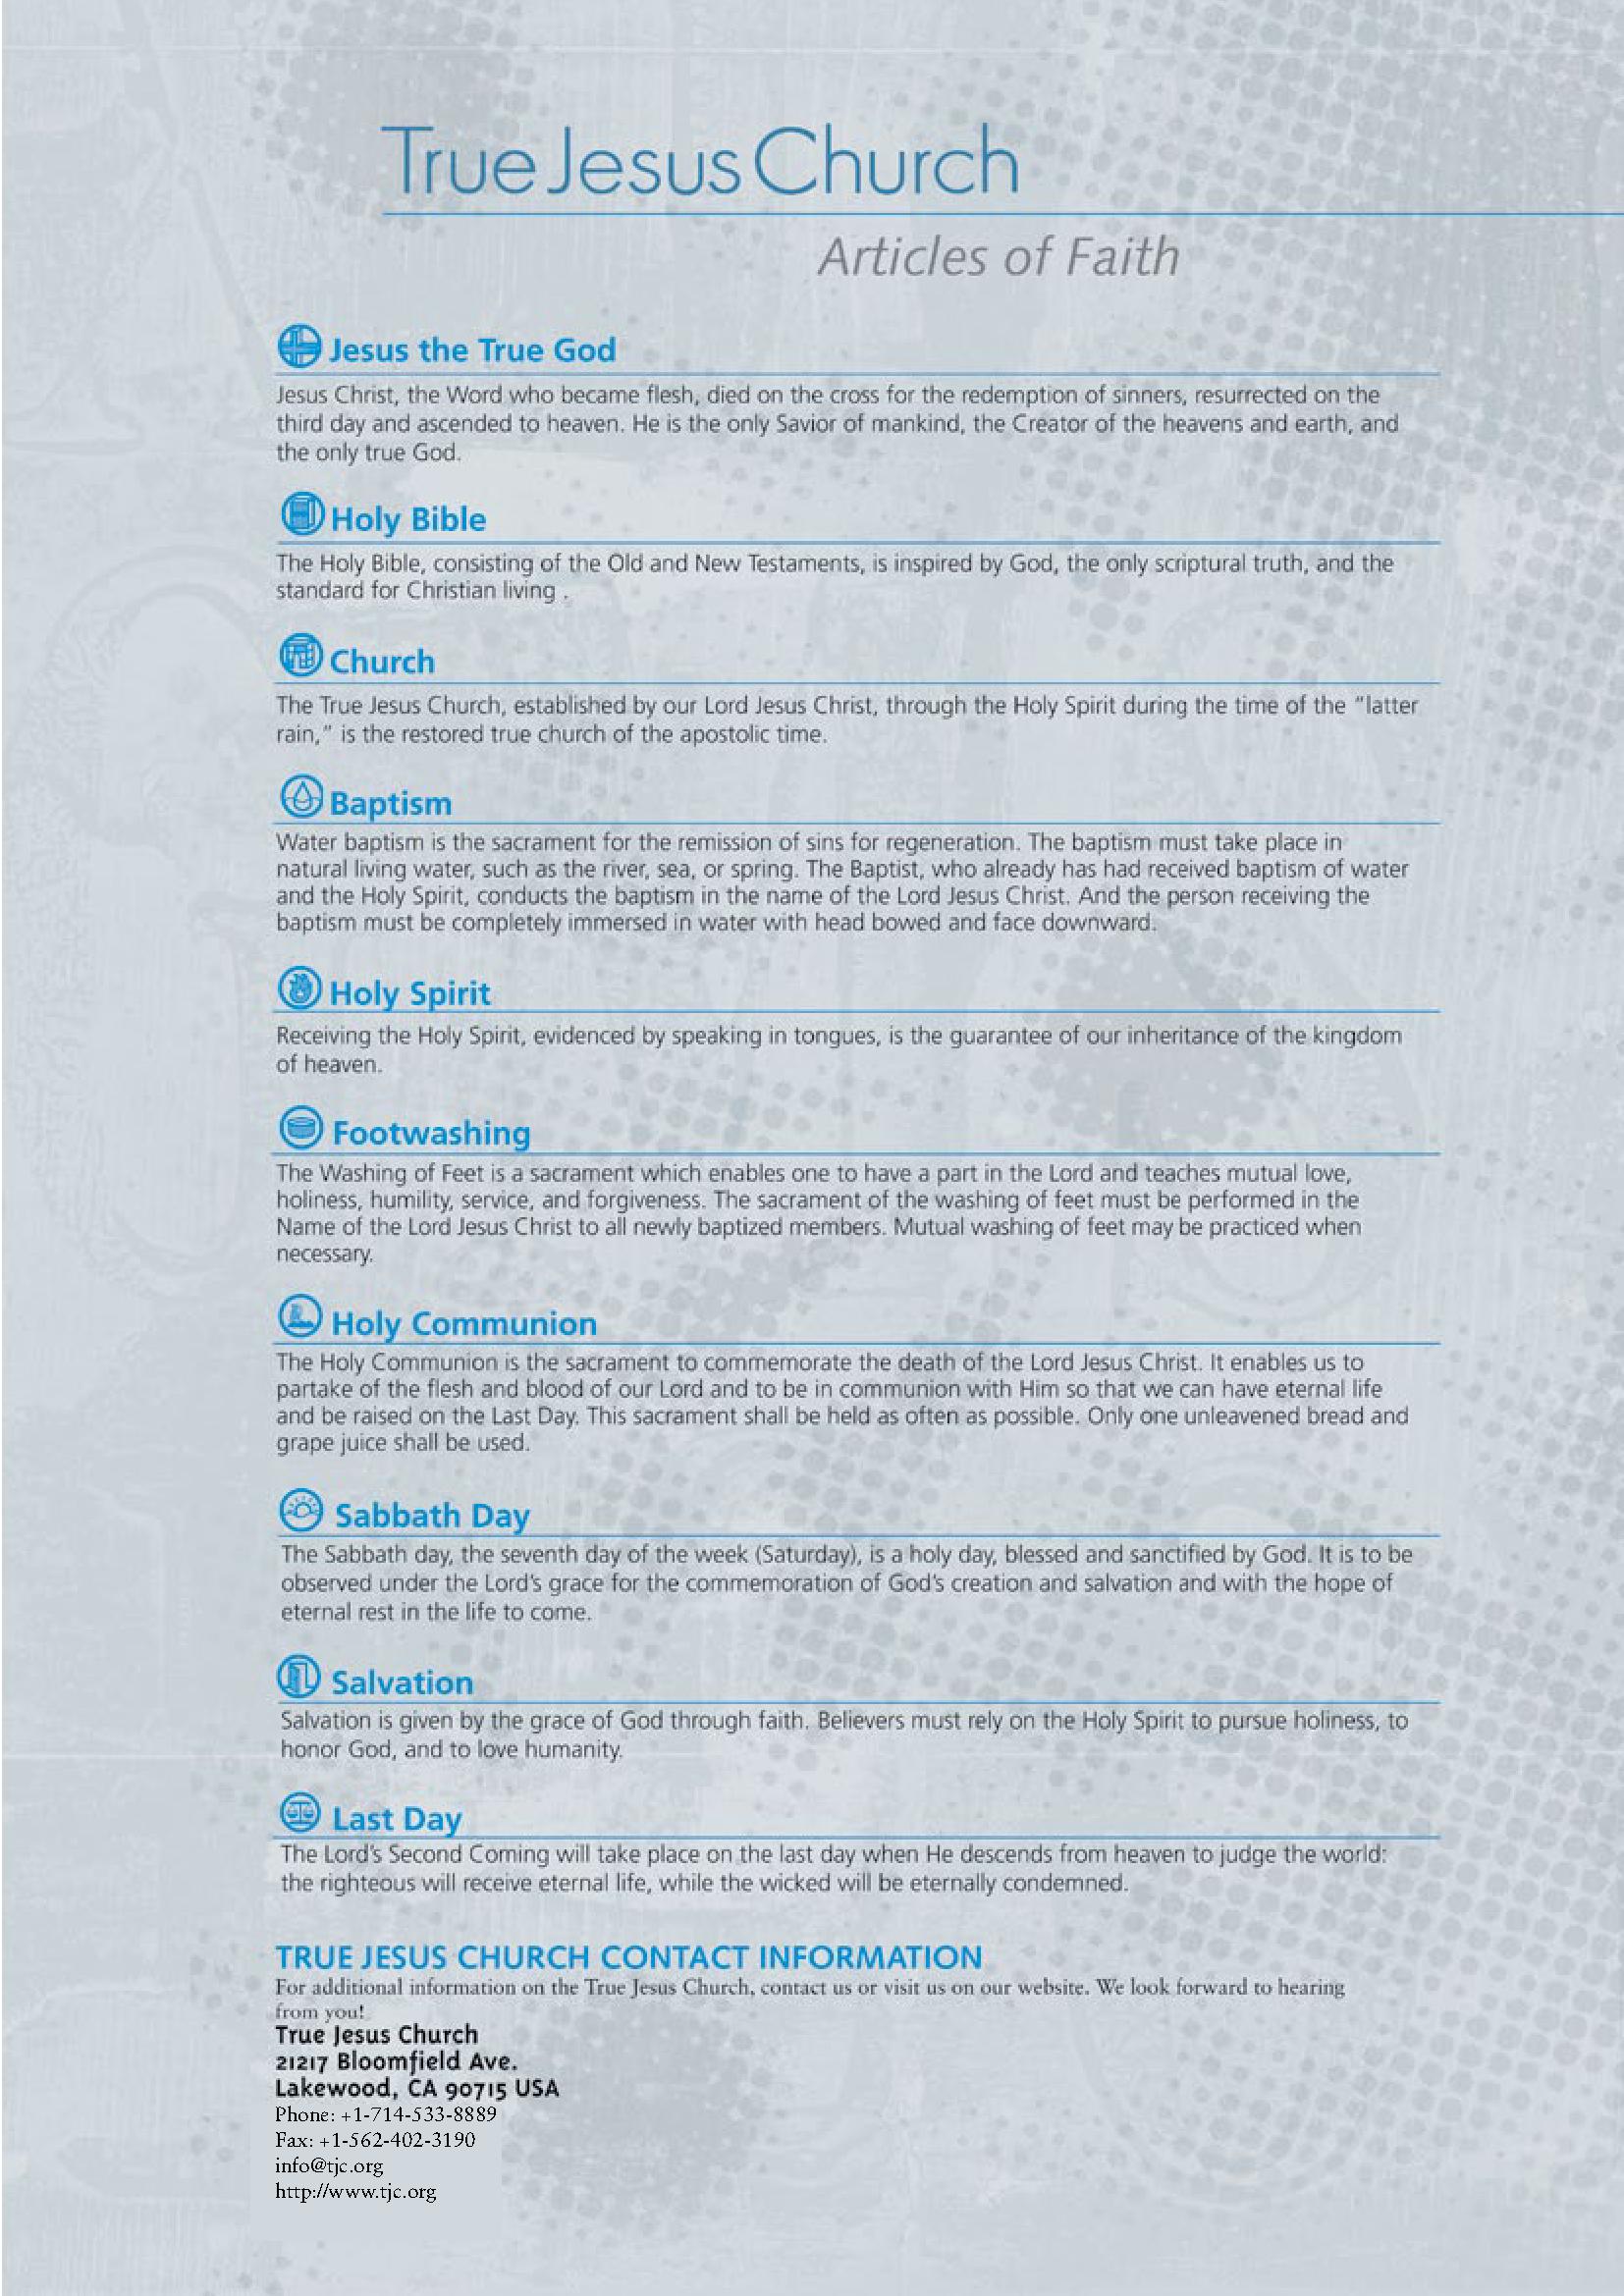 True Jesus Church
Articles of Faith
Jesus the True God
Jesus Christ, the Word who became flesh, died on the cross for the redemption of sinners, resurrected on the
third day and ascended to heaven. He is the only Savior of mankind, the Creator of the heavens and earth, and
the only true God.
Holy Bible
The Holy Bible, consisting of the Old and New Testaments, is inspired by God, the only scriptural truth, and the
standard for Christian living .
Church
The True Jesus Church, established by our Lord Jesus Christ, through the Holy Spirit during the time of the “latter
rain,” is the restored true church of the apostolic time.
Baptism
Water baptism is the sacrament for the remission of sins for regeneration. The baptism must take place in
natural living water, such as the river, sea, or spring. The Baptist, who already has had received baptism of water
and the Holy Spirit, conducts the baptism in the name of the Lord Jesus Christ. And the person receiving the
baptism must be completely immersed in water with head bowed and face downward.
Holy Spirit
Receiving the Holy Spirit, evidenced by speaking in tongues, is the guarantee of our inheritance of the kingdom
of heaven.
Footwashing
The Washing of Feet is a sacrament which enables one to have a part in the Lord and teaches mutual love,
holiness, humility, service, and forgiveness. The sacrament of the washing of feet must be performed in the
Name of the Lord Jesus Christ to all newly baptized members. Mutual washing of feet may be practiced when
necessary.
Holy Communion
The Holy Communion is the sacrament to commemorate the death of the Lord Jesus Christ. It enables us to
partake of the flesh and blood of our Lord and to be in communion with Him so that we can have eternal life
and be raised on the Last Day. This sacrament shall be held as often as possible. Only one unleavened bread and
grape juice shall be used.
Sabbath Day
The Sabbath day, the seventh day of the week (Saturday), is a holy day, blessed and sanctified by God. It is to be
observed under the Lord’s grace for the commemoration of God’s creation and salvation and with the hope of
eternal rest in the life to come.
Salvation
Salvation is given by the grace of God through faith. Believers must rely on the Holy Spirit to pursue holiness, to
honor God, and to love humanity.
Last Day
The Lord’s Second Coming will take place on the last day when He descends from heaven to judge the world:
the righteous will receive eternal life, while the wicked will be eternally condemned.
TRUE JESUS CHURCH CONTACT INFORMATION
For additional information on the True Jesus Church, contact us or visit us on our website. We look forward to hearing
from you!
True Jesus Church
21217 Bloomfield Ave.
Lakewood, CA 90715 USA
Phone: +1-714-533-8889
Fax: +1-562-402-3190
info@tjc.org
http://www.tjc.org